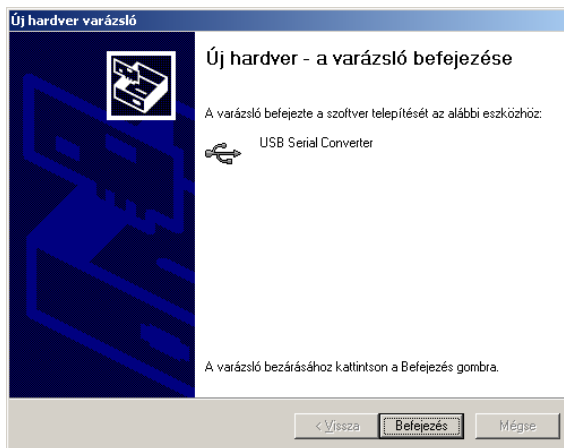 Új hardver varázsló
Új hardver - a varázsló befejezése
A varázsló befejezte a szoftver telepítését az alábbi eszközhöz:
USB Serial Converter
A varázsló bezárásához kattintson a Befejezés gombra.
< Vissza Befejezés Mégse